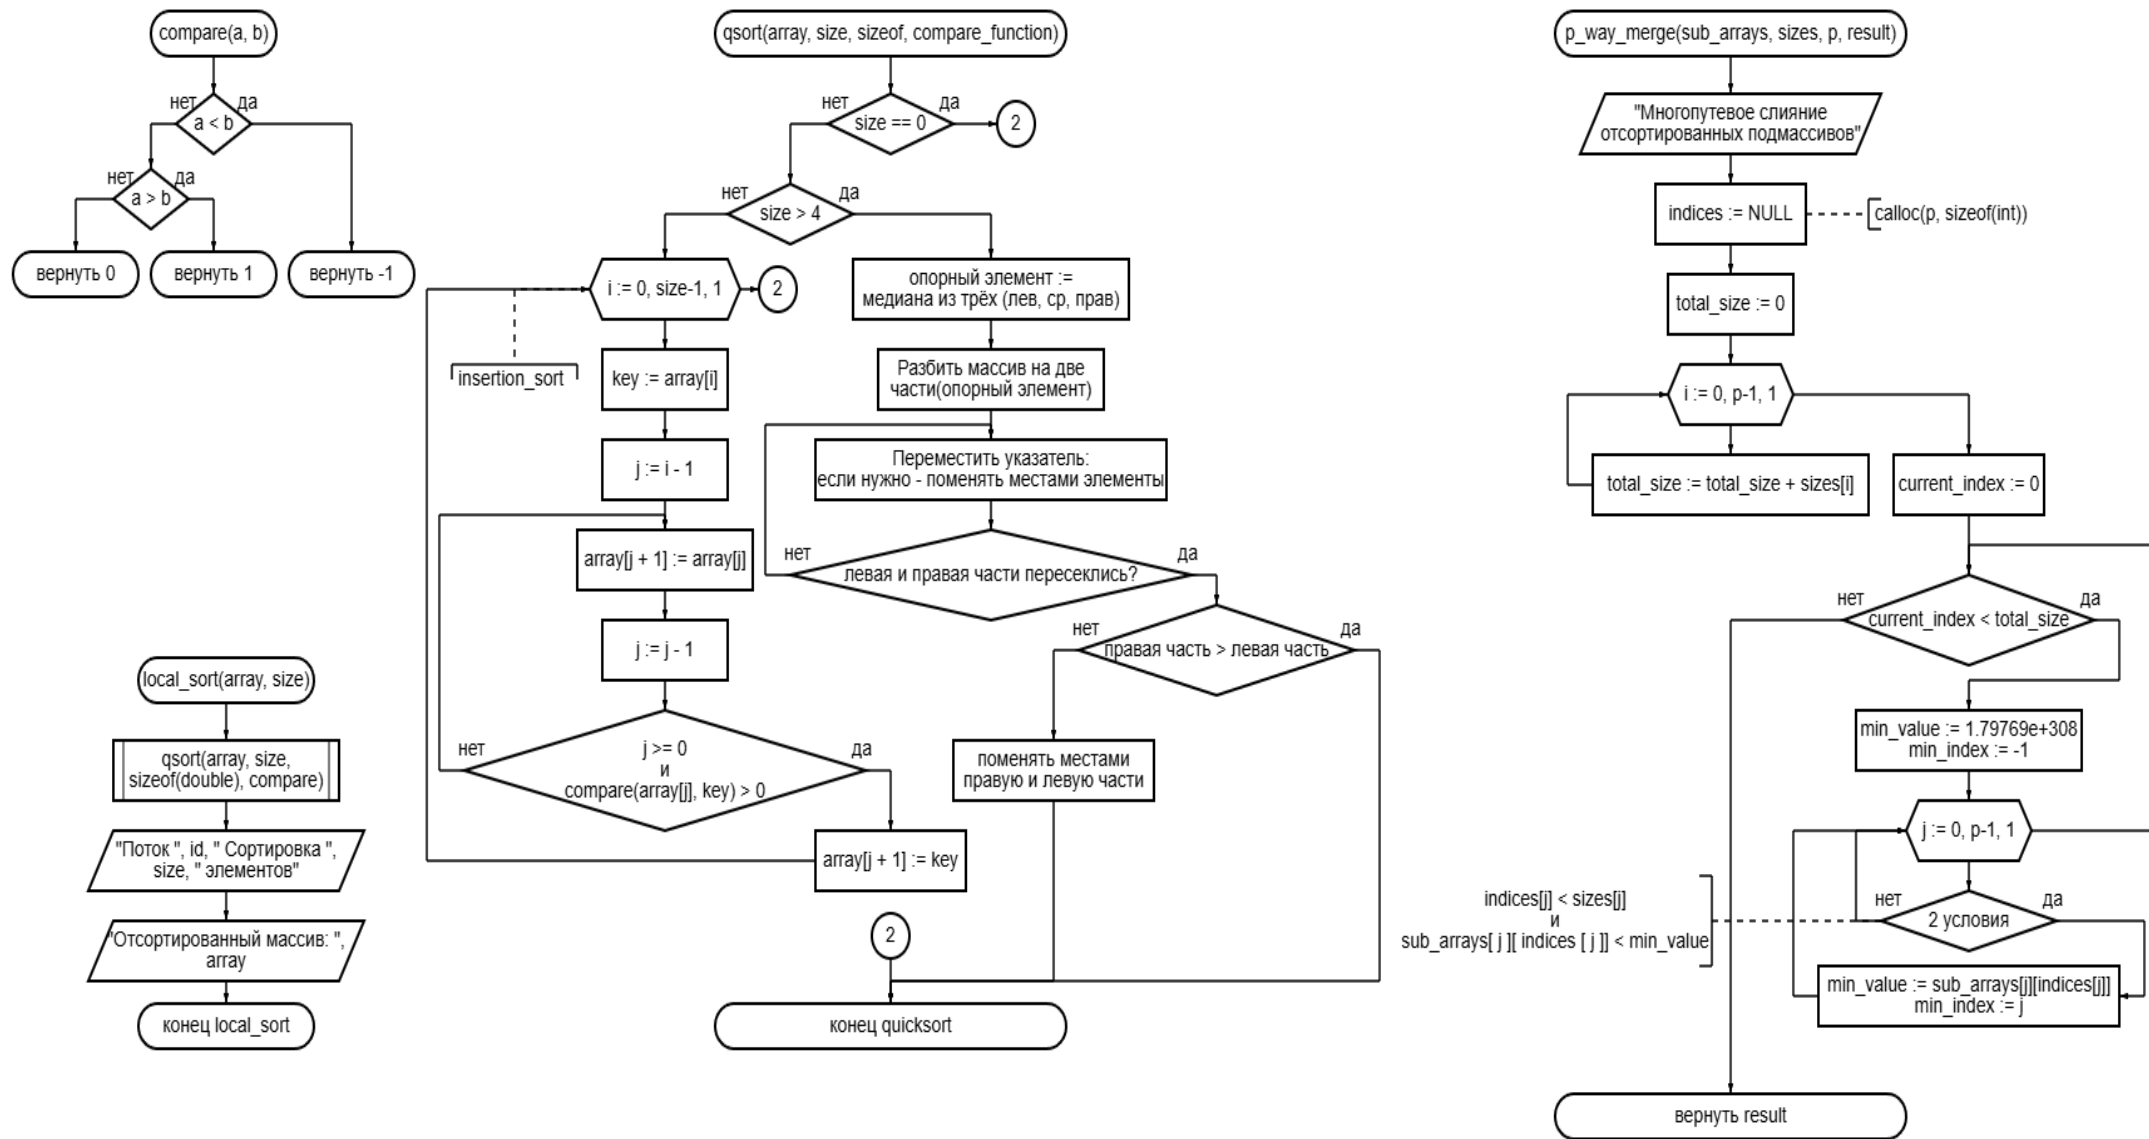 compare(a, b)
нет
да
a < b
нет
да
a > b
вернуть 0
вернуть 1
вернуть -1
local_sort(array, size)
qsort(array, size,
sizeof(double), compare)
"Поток ", id, " Сортировка ",
size, " элементов"
"Отсортированный массив: ",
array
конец local_sort
qsort(array, size, sizeof, compare_function)
нет
да
size == 0
2
нет
да
size > 4
i := 0, size-1, 1
2
insertion_sort
key := array[i]
j := i - 1
array[j + 1] := array[j]
j := j - 1
нет
да
j >= 0
и
compare(array[j], key) > 0
array[j + 1] := key
опорный элемент :=
медиана из трёх (лев, ср, прав)
Разбить массив на две
части(опорный элемент)
Переместить указатель:
если нужно - поменять местами элементы
нет
да
левая и правая части пересеклись?
нет
да
правая часть > левая часть
поменять местами
правую и левую части
2
конец quicksort
p_way_merge(sub_arrays, sizes, p, result)
"Многопутевое слияние
отсортированных подмассивов"
indices := NULL
calloc(p, sizeof(int))
total_size := 0
i := 0, p-1, 1
total_size := total_size + sizes[i]
current_index := 0
нет
да
current_index < total_size
min_value := 1.79769e+308
min_index := -1
j := 0, p-1, 1
нет
да
2 условия
indices[j] < sizes[j]
и
sub_arrays[ j ][ indices [ j ]] < min_value
min_value := sub_arrays[j][indices[j]]
min_index := j
вернуть result